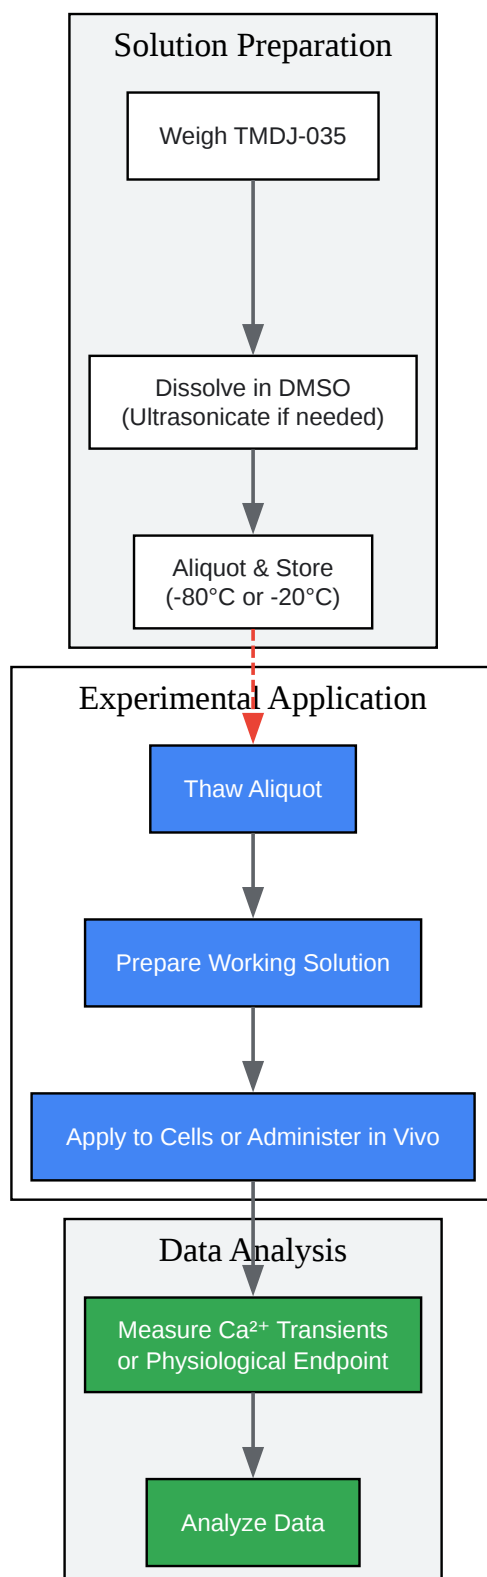 Solution Preparation
Weigh TMDJ-035
Dissolve in DMSO
(Ultrasonicate if needed)
Aliquot & Store
(-80°C or -20°C)
Experimental Application
Thaw Aliquot
Prepare Working Solution
Apply to Cells or Administer in Vivo
Data Analysis
Measure Ca²⁺ Transients
or Physiological Endpoint
Analyze Data